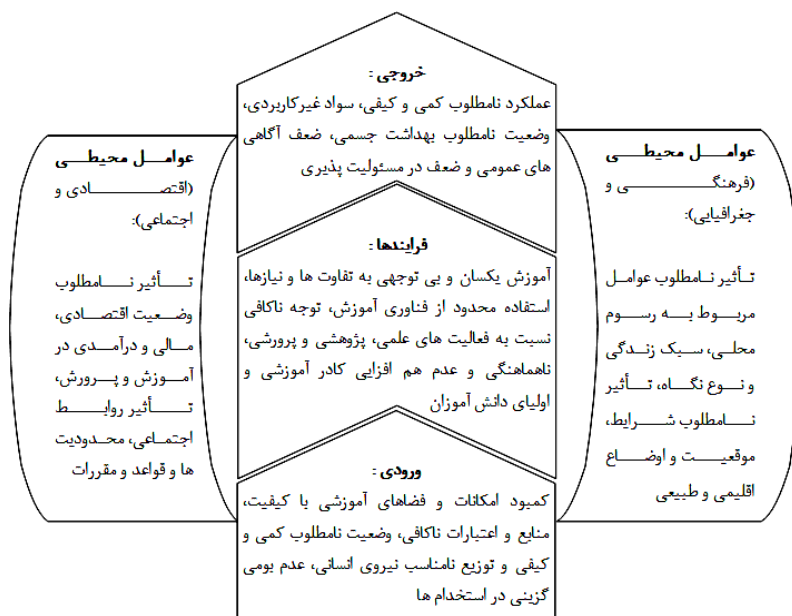 خروجی :
عملکرد نامطلوب کمی و کیفی، سواد غیرکاربردی،
وضعیت نامطلوب بهداشت جسمی، ضعف آگاهی
های عمومی و ضعف در مسئولیت پذیری
عوامل محیطی
(فرهنگی و
جغرافیایی):
تأثیر نامطلوب عوامل
مربوط به رسوم
محلی، سبک زندگی
و نوع نگاه، تأثیر
نامطلوب شرایط،
موقعیت و اوضاع
اقلیمی و طبیعی
فرایندها :
آموزش یکسان و بی توجهی به تفاوت ها و نیازها،
استفاده محدود از فناوری آموزش، توجه ناکافی
نسبت به فعالیت های علمی، پژوهشی و پرورشی،
ناهماهنگی و عدم هم افزایی کادر آموزشی و
اولیای دانش آموزان
عوامل محیطی
(اقتصادی و
اجتماعی):
تأثیر نامطلوب
وضعیت اقتصادی،
مالی و درآمدی در
آموزش و پرورش،
تأثیر روابط
اجتماعی، محدودیت
ها و قواعد و مقررات
ورودی :
کمبود امکانات و فضاهای آموزشی با کیفیت،
منابع و اعتبارات ناکافی، وضعیت نامطلوب کمی و
کیفی و توزیع نامناسب نیروی انسانی، عدم بومی
گزینی در استخدام ها